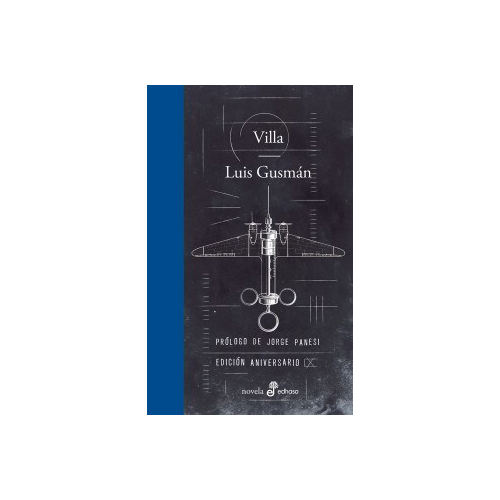 Villa
Luis Gusmán
PRÓLOGO DE JORGE PANESI
EDICIÓN ANIVERSARIO
novela edhasa